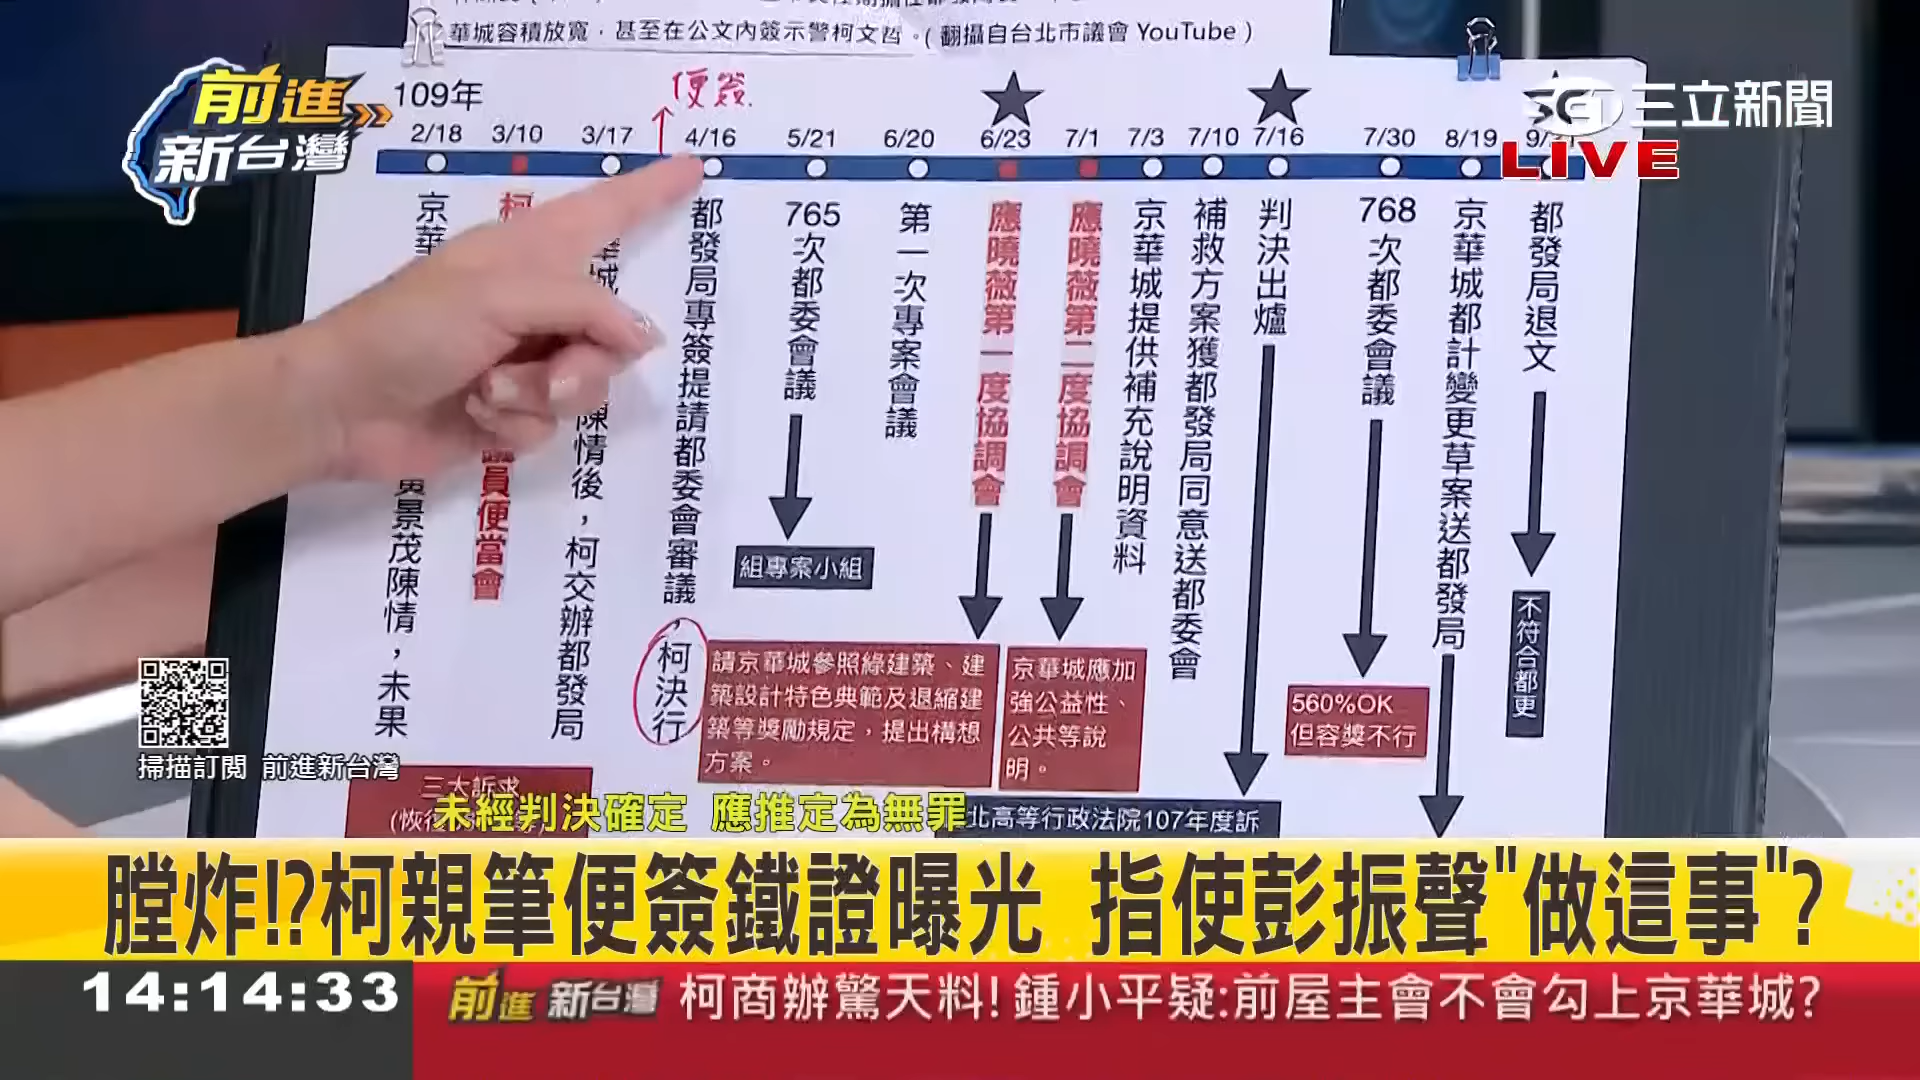 華城容積放寬，甚至在公文內簽示警柯文哲。(翻攝自台北市議會 YouTube)
前進
新台灣
109年
便簽
三立新聞
LIVE
2/18
3/10
3/17
4/16
5/21
6/20
6/23
7/1
7/3
7/10
7/16
7/30
8/19
京華
黃景茂陳情，未果
柯
議員便當會
華城
陳情後，柯交辦都發局
都發局專簽提請都委會審議，柯決行
765次都委會議
組專案小組
第一次專案會議
應曉薇第一度協調會
請京華城參照綠建築、建
築設計特色典範及退縮建
築等獎勵規定，提出構想
方案。
應曉薇第二度協調會
京華城應加
強公益性、
公共等說
明。
京華城提供補充說明資料
補救方案獲都發局同意送都委會
判決出爐
北高等行政法院107年度訴
768次都委會議
560%OK
但容獎不行
京華城都計變更草案送都發局
都發局退文
不符合都更
三大訴求
掃描訂閱 前進新台灣
未經判決確定 應推定為無罪
膛炸!?柯親筆便簽鐵證曝光 指使彭振聲"做這事"?
14:14:33
前進新台灣 柯商辦驚天料!鍾小平疑:前屋主會不會勾上京華城?